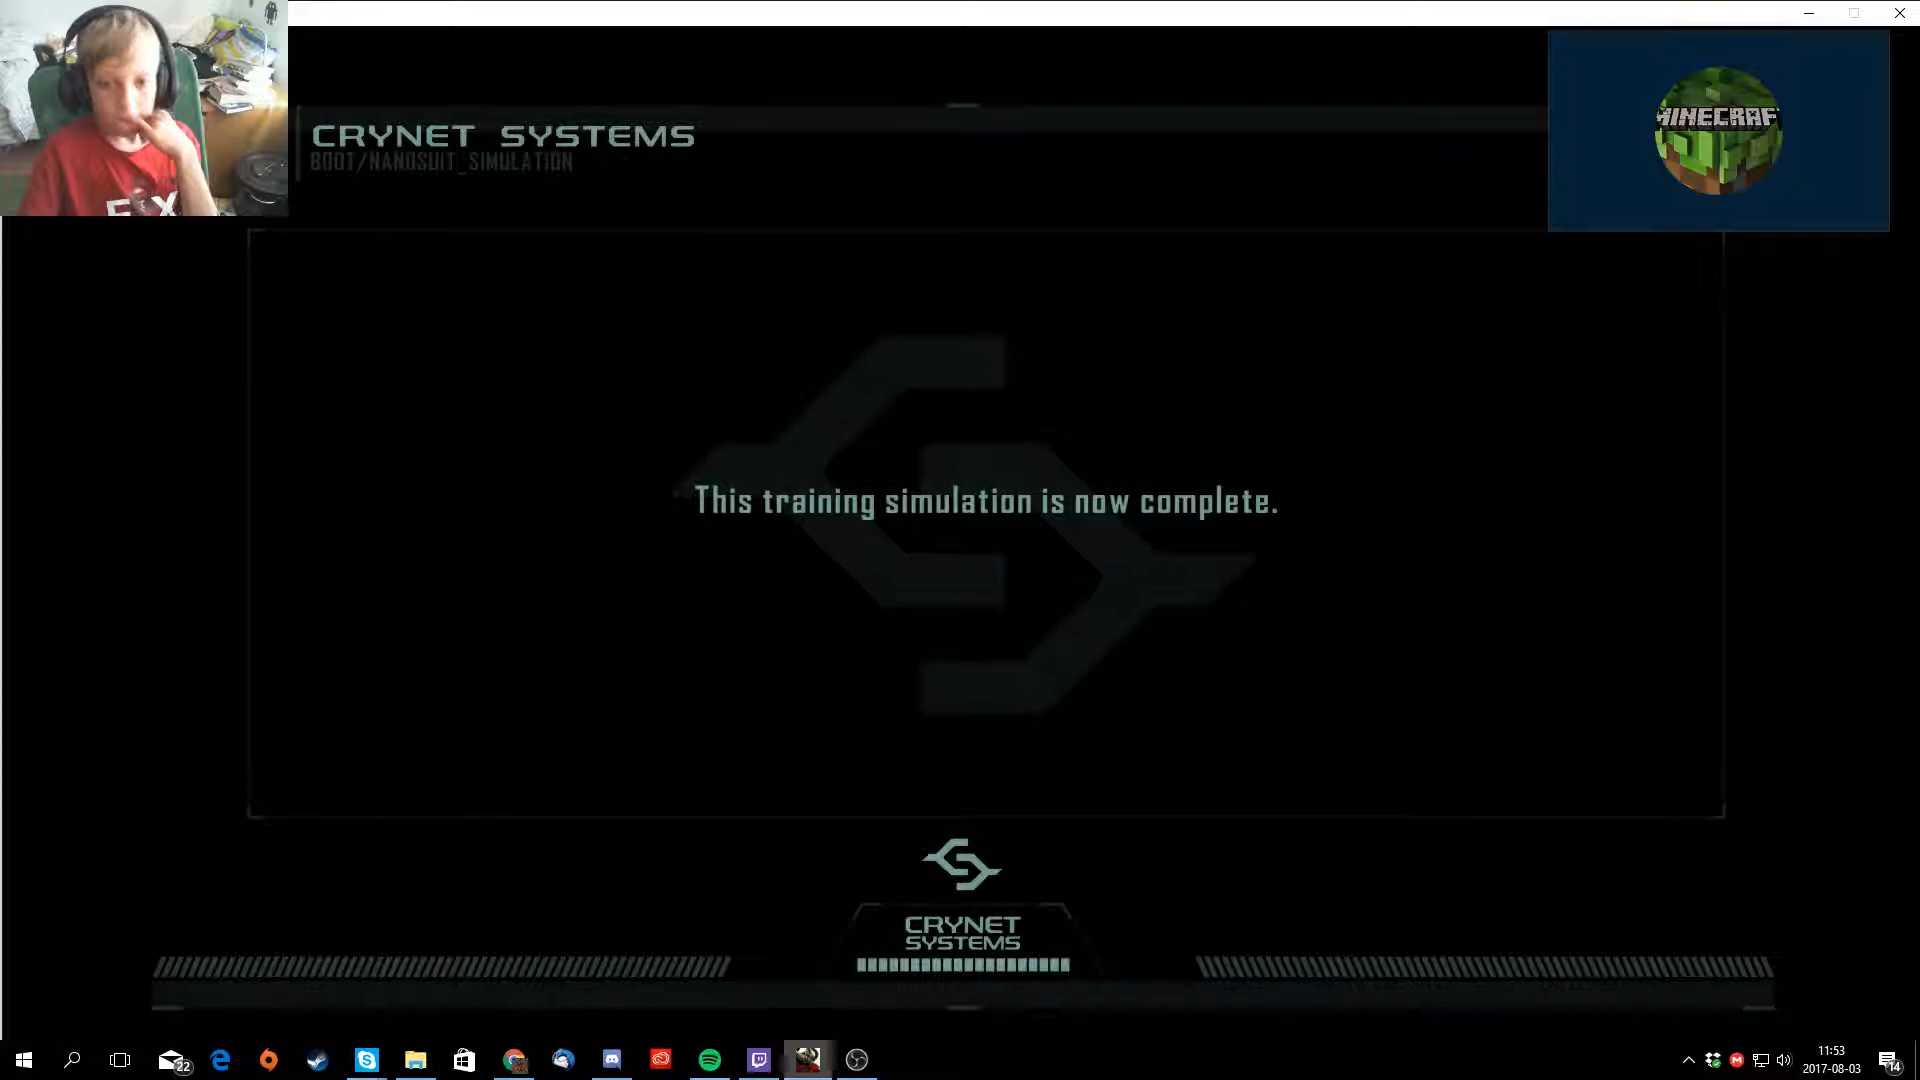 CRYNET SYSTEMS
BOOT/NANOSUIT_SIMULATION
MINECRAF
This training simulation is now complete.
CRYNET
SYSTEMS
22
11:53
2017-08-03
14